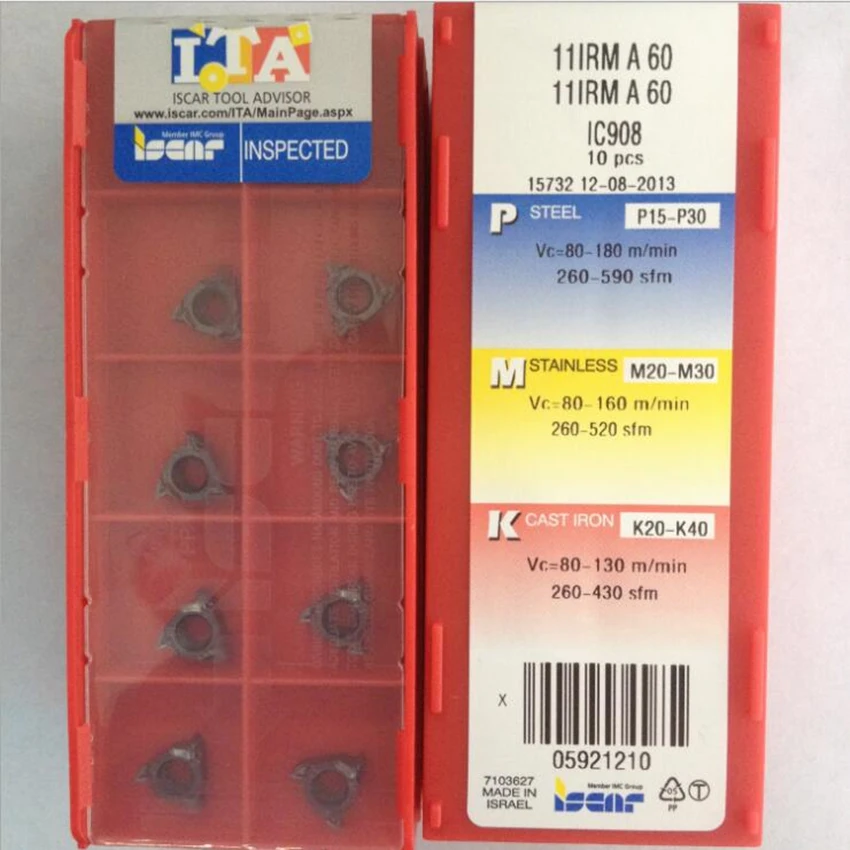 ITA
ISCAR TOOL ADVISOR
www.iscar.com/ITA/MainPage.aspx
Member IMC Group
iscar
INSPECTED
11IRM A 60
11IRM A 60
IC908
10 pcs
15732 12-08-2013
P STEEL P15-P30
Vc=80-180 m/min
260-590 sfm
M STAINLESS M20-M30
Vc=80-160 m/min
260-520 sfm
K CAST IRON K20-K40
Vc=80-130 m/min
260-430 sfm
X
05921210
7103627
MADE IN
ISRAEL
Member IMC Group
iscar
05
PP
T